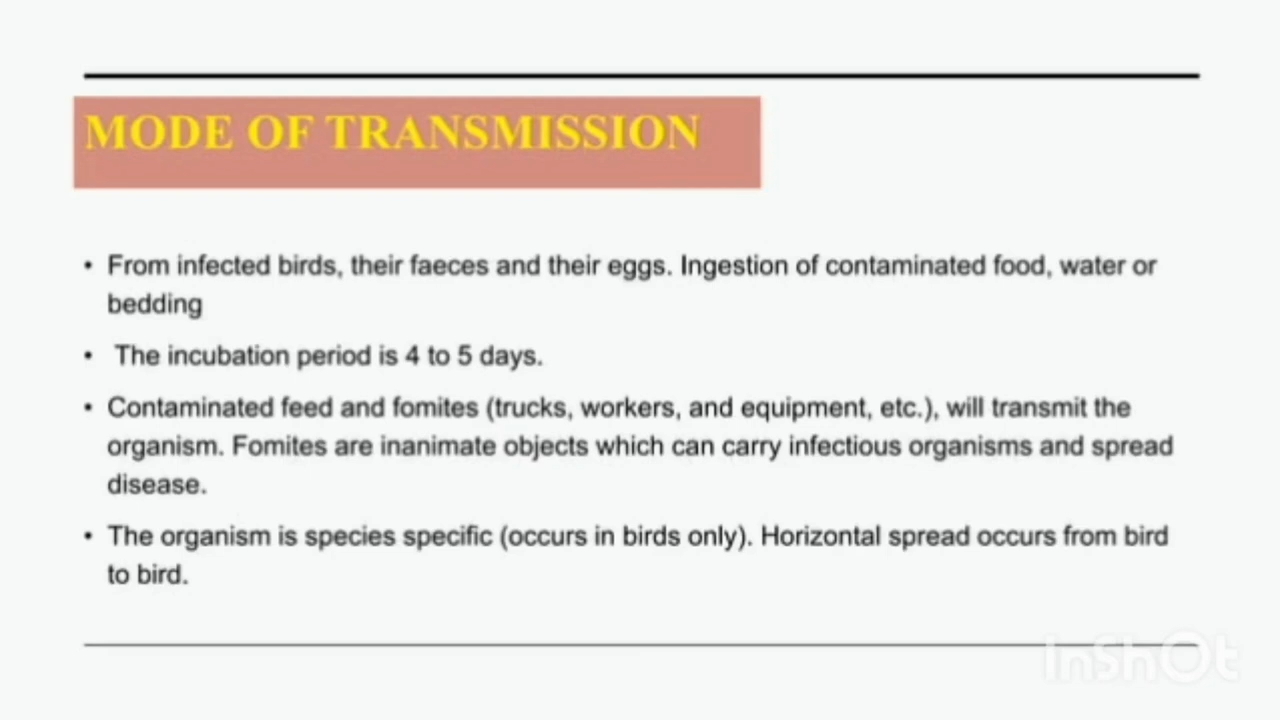 MODE OF TRANSMISSION
• From infected birds, their faeces and their eggs. Ingestion of contaminated food, water or
bedding
• The incubation period is 4 to 5 days.
• Contaminated feed and fomites (trucks, workers, and equipment, etc.), will transmit the
organism. Fomites are inanimate objects which can carry infectious organisms and spread
disease.
• The organism is species specific (occurs in birds only). Horizontal spread occurs from bird
to bird.
InShOt